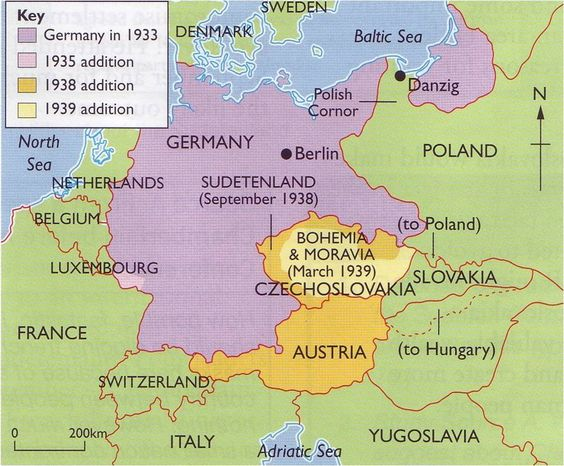 Key
Germany in 1933
1935 addition
1938 addition
1939 addition
SWEDEN
DENMARK
Baltic Sea
Danzig
Polish
Cornor
N
North
Sea
GERMANY
Berlin
POLAND
NETHERLANDS
SUDETENLAND
(September 1938)
BELGIUM
(to Poland)
BOHEMIA
& MORAVIA
(March 1939)
SLOVAKIA
LUXEMBOURG
CZECHOSLOVAKIA
FRANCE
AUSTRIA
(to Hungary)
SWITZERLAND
0
200km
ITALY
YUGOSLAVIA
Adriatic Sea